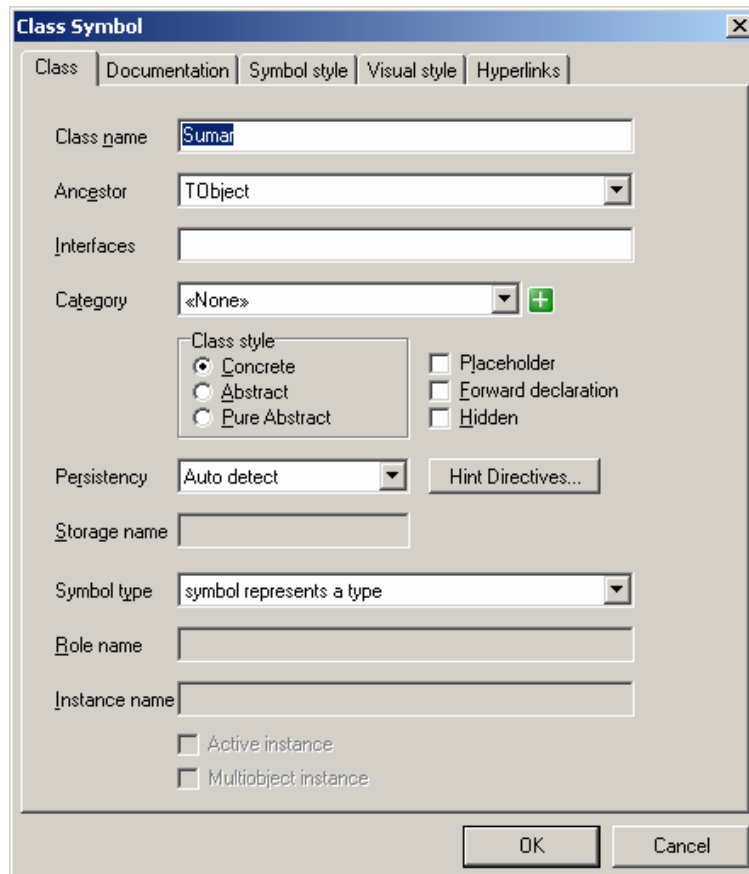 Class Symbol
Class Documentation Symbol style Visual style Hyperlinks
Class name Sumar
Ancestor TObject
Interfaces
Category «None»
Class style
Concrete Placeholder
Abstract Forward declaration
Pure Abstract Hidden
Persistency Auto detect Hint Directives...
Storage name
Symbol type symbol represents a type
Role name
Instance name
Active instance
Multiobject instance
OK Cancel